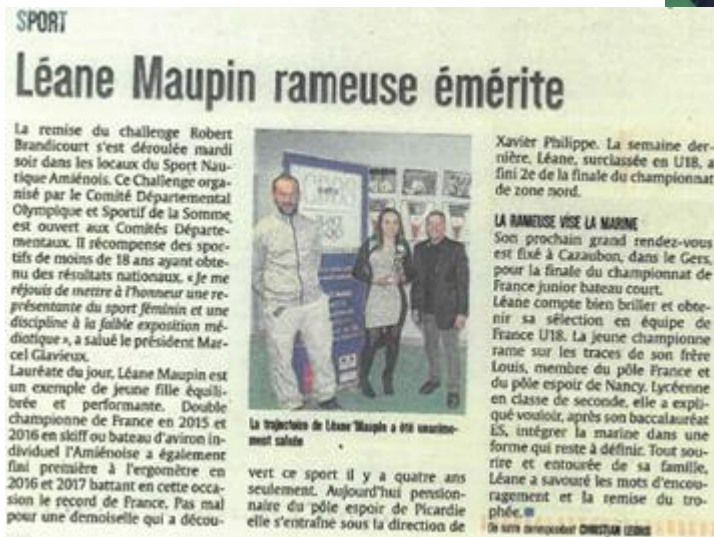 SPORT
Léane Maupin rameuse émérite
La remise du challenge Robert
Brandicourt s'est déroulée mardi
soir dans les locaux du Sport Nau-
tique Amiénois. Ce Challenge orga-
nisé par le Comité Départemental
Olympique et Sportif de la Somme
est ouvert aux Comités Départe-
mentaux. Il récompense des spor-
tifs de moins de 18 ans ayant obte-
nu des résultats nationaux. «Je me
réjouis de mettre à l'honneur une re-
présentante du sport féminin et une
discipline à la faible exposition mé-
diatique», a salué le président Mar-
cel Glavieux.
Lauréate du jour, Léane Maupin est
un exemple de jeune fille équili-
brée et performante. Double
championne de France en 2015 et
2016 en skiff ou bateau d'aviron in-
dividuel l'Amiénoise a également
fini première à l'ergomètre en
2016 et 2017 battant en cette occa-
sion le record de France. Pas mal
pour une demoiselle qui a décou-
La trajectoire de Léane Maupin a été unanime-
ment saluée
vert ce sport il y a quatre ans
seulement. Aujourd'hui pension-
naire du pôle espoir de Picardie
elle s'entraîne sous la direction de
Xavier Philippe. La semaine der-
nière, Léane, surclassée en U18, a
fini 2e de la finale du championnat
de zone nord.
LA RAMEUSE VISE LA MARINE
Son prochain grand rendez-vous
est fixé à Cazaubon, dans le Gers,
pour la finale du championnat de
France junior bateau court.
Léane compte bien briller et obte-
nir sa sélection en équipe de
France U18. La jeune championne
rame sur les traces de son frère
Louis, membre du pôle France et
du pôle espoir de Nancy. Lycéenne
en classe de seconde, elle a expli-
qué vouloir, après son baccalauréat
ES, intégrer la marine dans une
forme qui reste à définir. Tout sou-
rire et entourée de sa famille,
Léane a savouré les mots d'encou-
ragement et la remise du tro-
phée.
De notre correspondant CHRISTIAN